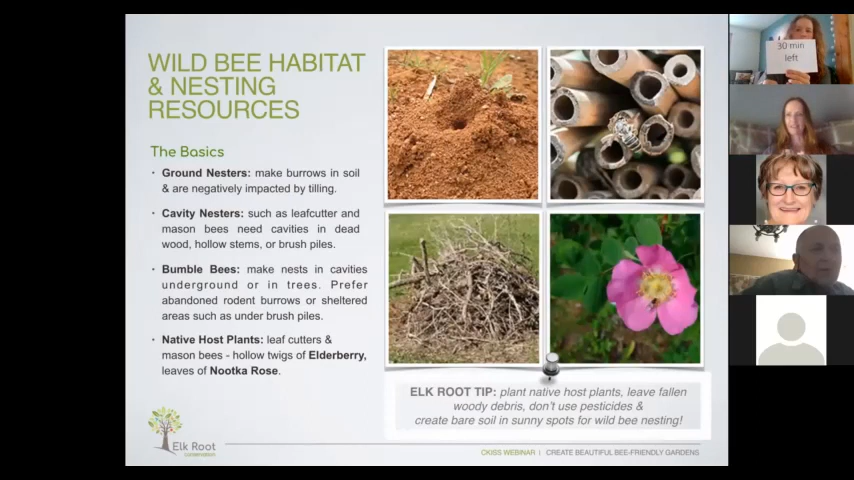 WILD BEE HABITAT
& NESTING
RESOURCES
The Basics
· Ground Nesters: make burrows in soil
& are negatively impacted by tilling.
· Cavity Nesters: such as leafcutter and
mason bees need cavities in dead
wood, hollow stems, or brush piles.
· Bumble Bees: make nests in cavities
underground or in trees. Prefer
abandoned rodent burrows or sheltered
areas such as under brush piles.
· Native Host Plants: leaf cutters &
mason bees - hollow twigs of Elderberry,
leaves of Nootka Rose.
ELK ROOT TIP: plant native host plants, leave fallen
woody debris, don't use pesticides &
create bare soil in sunny spots for wild bee nesting!
Elk Root
conservation
CKISS WEBINAR | CREATE BEAUTIFUL BEE-FRIENDLY GARDENS
30 min
left